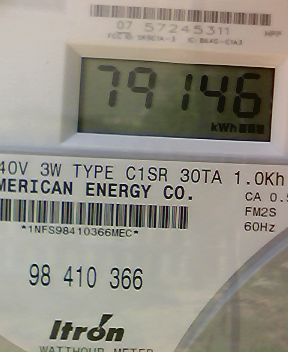 07 57245311
79146
kWh
40V 3W TYPE C1SR 30TA 1.0Kh
MERICAN ENERGY CO.
CA 0.5
FM2S
60Hz
*1NFS98410366MEC*
98 410 366
Itrón
WATTHOUR METER